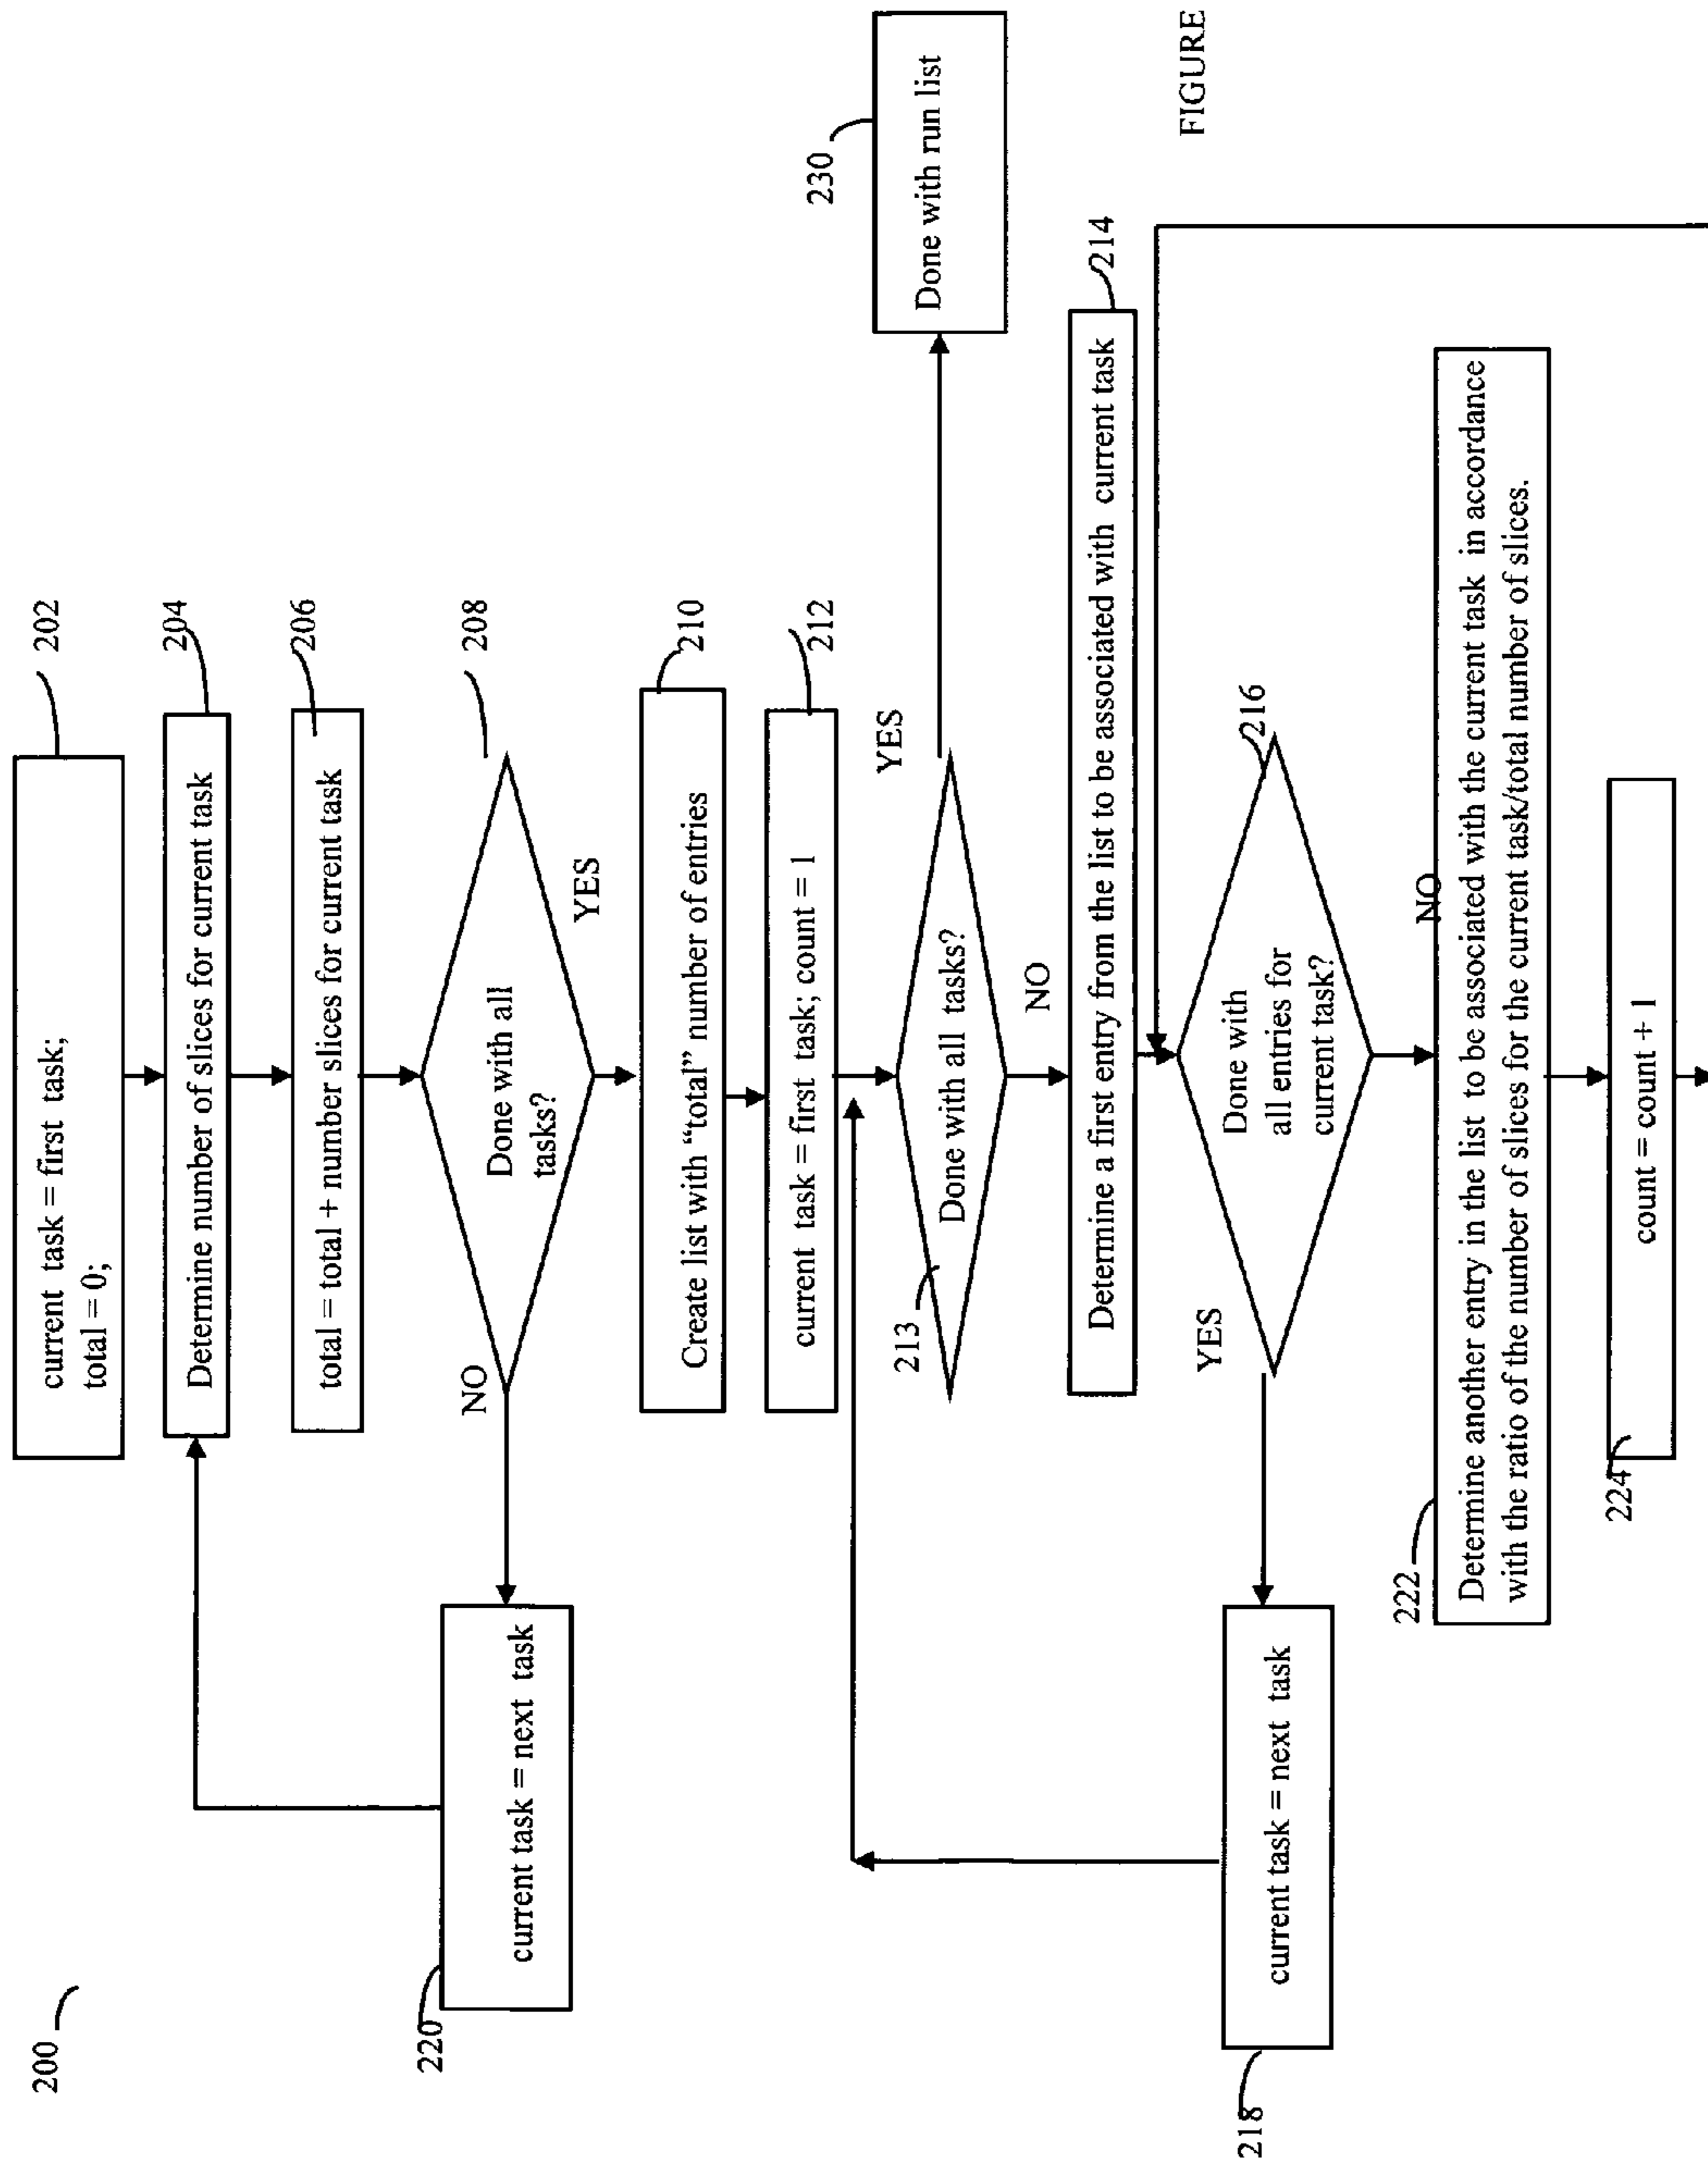 200
current task = first task;
total = 0;
202
Determine number of slices for current task
204
total = total + number slices for current task
206
Done with all
tasks?
208
NO
YES
current task = next task
220
Create list with “total” number of entries
210
current task = first task; count = 1
212
Done with all tasks?
213
YES
NO
Done with run list
230
Determine a first entry from the list to be associated with current task
214
Done with
all entries for
current task?
216
YES
NO
current task = next task
218
Determine another entry in the list to be associated with the current task in accordance
with the ratio of the number of slices for the current task/total number of slices.
222
count = count + 1
224
FIGURE